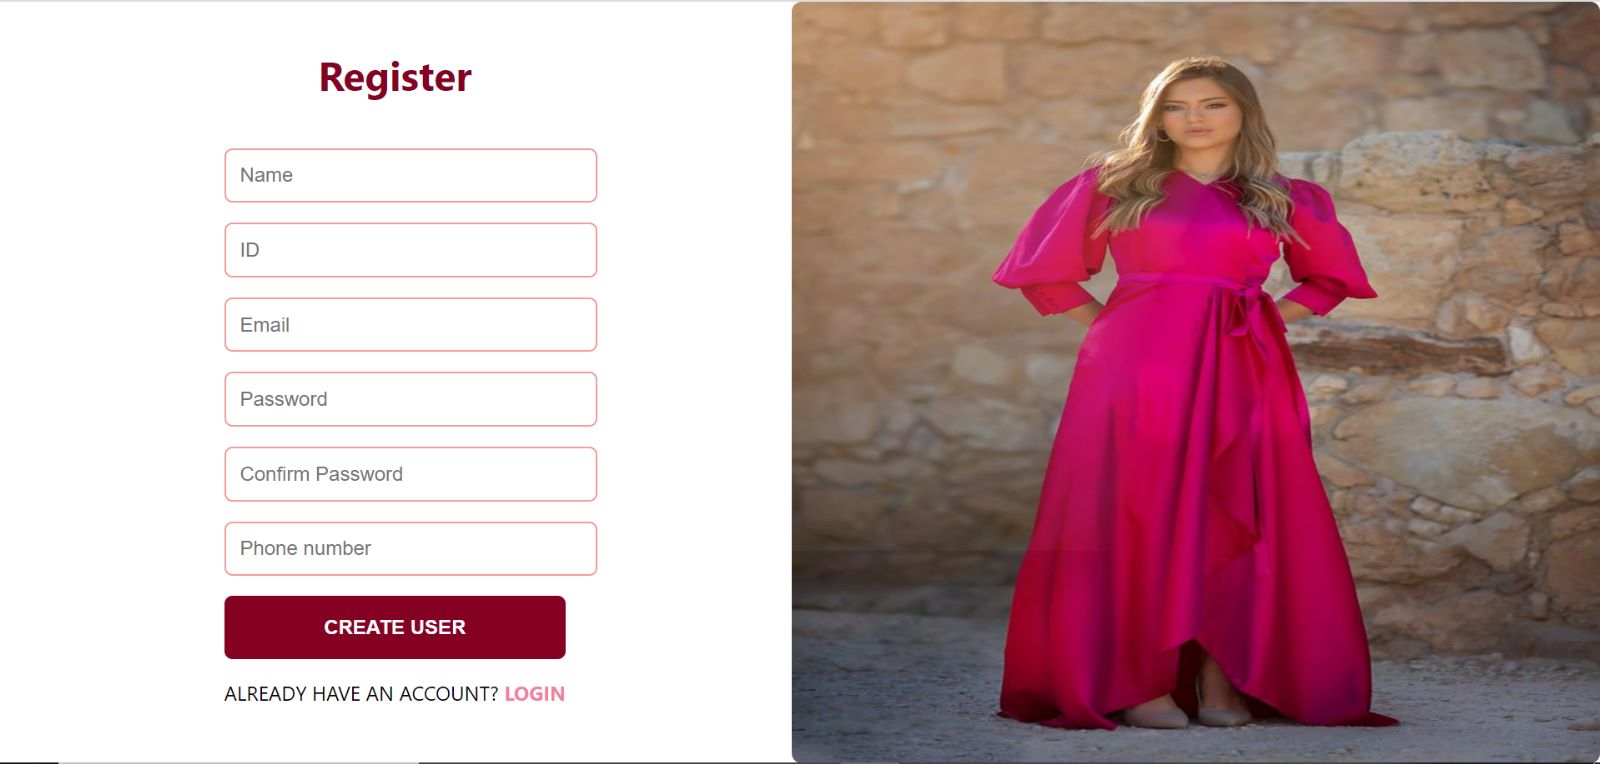 Register
Name
ID
Email
Password
Confirm Password
Phone number
CREATE USER
ALREADY HAVE AN ACCOUNT? LOGIN